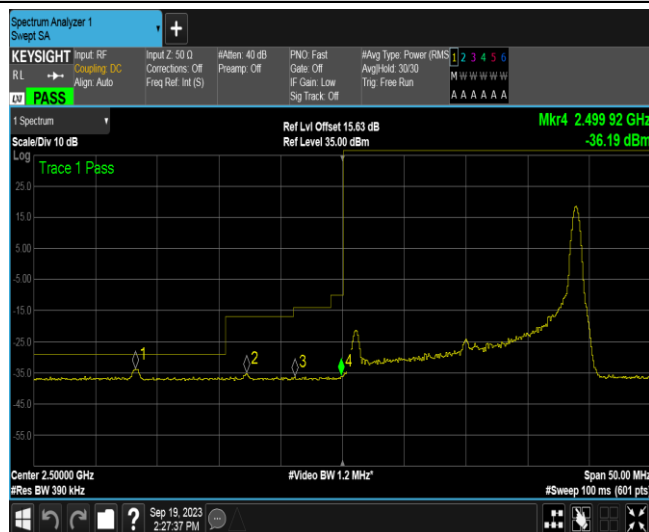 Spectrum Analyzer 1
Swept SA
+
KEYSIGHT
RL
LXI PASS
Input: RF
Coupling: DC
Align: Auto
Input Z: 50 Ω
Corrections: Off
Freq Ref: Int (S)
#Atten: 40 dB
Preamp: Off
PNO: Fast
Gate: Off
IF Gain: Low
Sig Track: Off
#Avg Type: Power (RMS
Avg|Hold: 30/30
Trig: Free Run
1 2 3 4 5 6
M W W W W W
A A A A A A
1 Spectrum
Scale/Div 10 dB
Log
Ref Lvl Offset 15.63 dB
Ref Level 35.00 dBm
Mkr4 2.499 92 GHz
-36.19 dBm
Trace 1 Pass
25.0
15.0
5.00
-5.00
-15.0
-25.0
-35.0
-45.0
-55.0
1
2
3
4
Center 2.50000 GHz
#Res BW 390 kHz
#Video BW 1.2 MHz*
Span 50.00 MHz
#Sweep 100 ms (601 pts)
?
Sep 19, 2023
2:27:37 PM